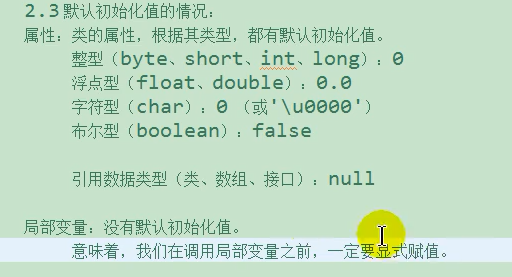 2.3默认初始化值的情况：
属性：类的属性，根据其类型，都有默认初始化值。
整型（byte、short、int、long）：0
浮点型（float、double）：0.0
字符型（char）：0 （或'\u0000'）
布尔型（boolean）：false
引用数据类型（类、数组、接口）：null
局部变量：没有默认初始化值。
意味着，我们在调用局部变量之前，一定要显式赋值。